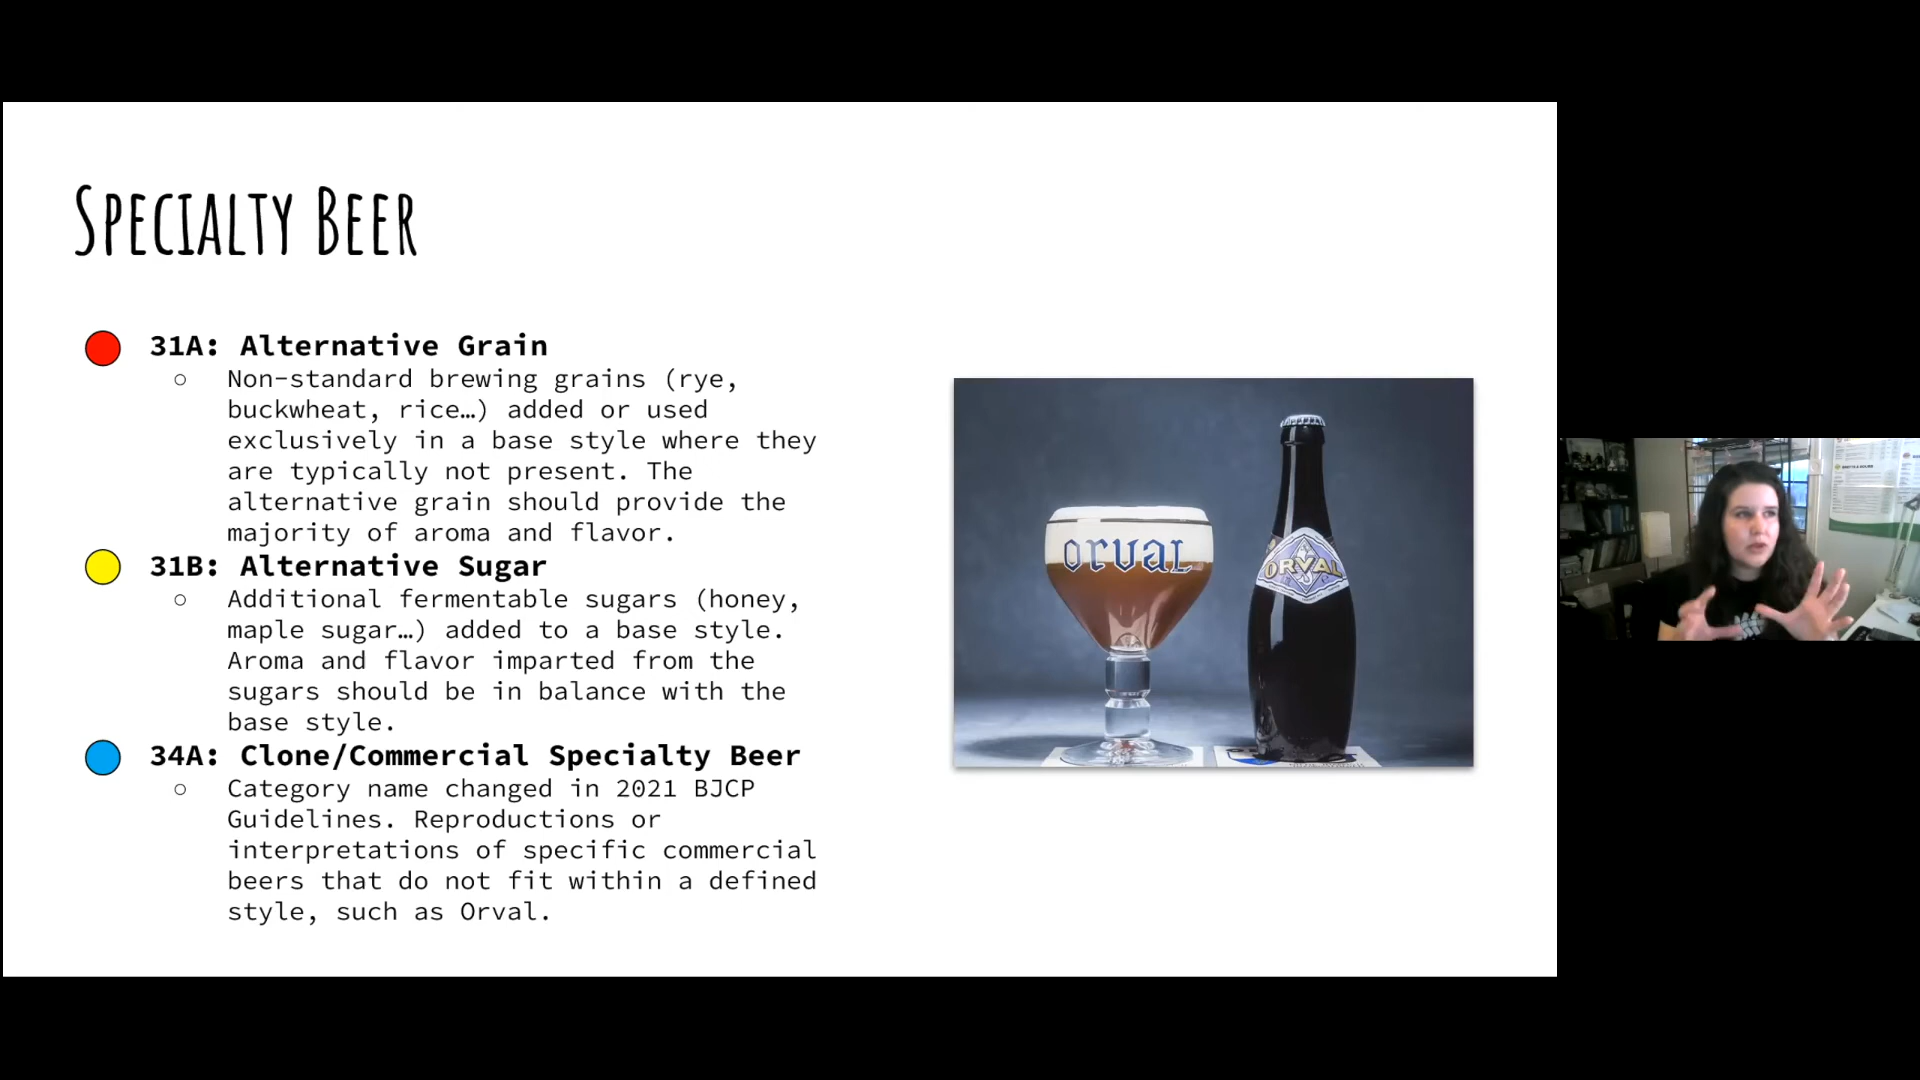 Specialty Beer
31A: Alternative Grain
○ Non-standard brewing grains (rye,
buckwheat, rice…) added or used
exclusively in a base style where they
are typically not present. The
alternative grain should provide the
majority of aroma and flavor.
31B: Alternative Sugar
○ Additional fermentable sugars (honey,
maple sugar…) added to a base style.
Aroma and flavor imparted from the
sugars should be in balance with the
base style.
34A: Clone/Commercial Specialty Beer
○ Category name changed in 2021 BJCP
Guidelines. Reproductions or
interpretations of specific commercial
beers that do not fit within a defined
style, such as Orval.
orval
ORVAL